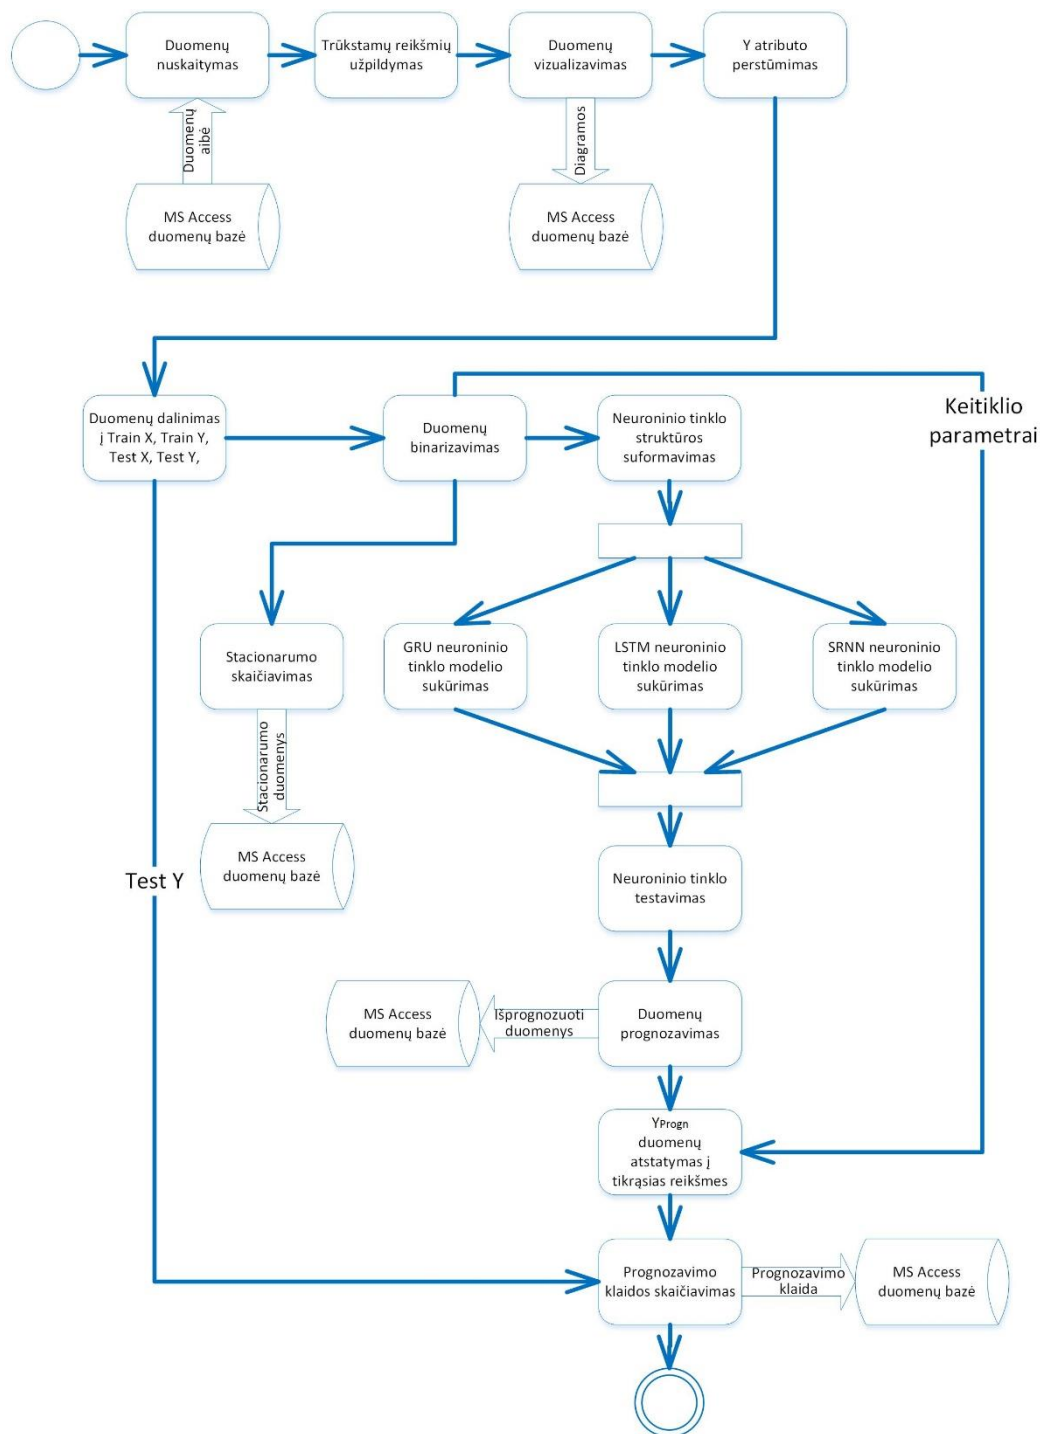 Duomenų
nuskaitymas
Trūkstamų reikšmių
užpildymas
Duomenų
vizualizavimas
Y atributo
perstūmimas
Duomenų
aibė
Diagramos
MS Access
duomenų bazė
MS Access
duomenų bazė
Duomenų dalinimas
į Train X, Train Y,
Test X, Test Y,
Duomenų
binarizavimas
Neuroninio tinklo
struktūros
suformavimas
Keitiklio
parametrai
Stacionarumo
skaičiavimas
GRU neuroninio
tinklo modelio
sukūrimas
LSTM neuroninio
tinklo modelio
sukūrimas
SRNN neuroninio
tinklo modelio
sukūrimas
Stacionarumo
duomenys
MS Access
duomenų bazė
Test Y
Neuroninio tinklo
testavimas
MS Access
duomenų bazė
Išprognozuoti
duomenys
Duomenų
prognozavimas
YProgn
duomenų
atstatymas į
tikrąsias reikšmes
Prognozavimo
klaidos skaičiavimas
Prognozavimo
klaida
MS Access
duomenų bazė